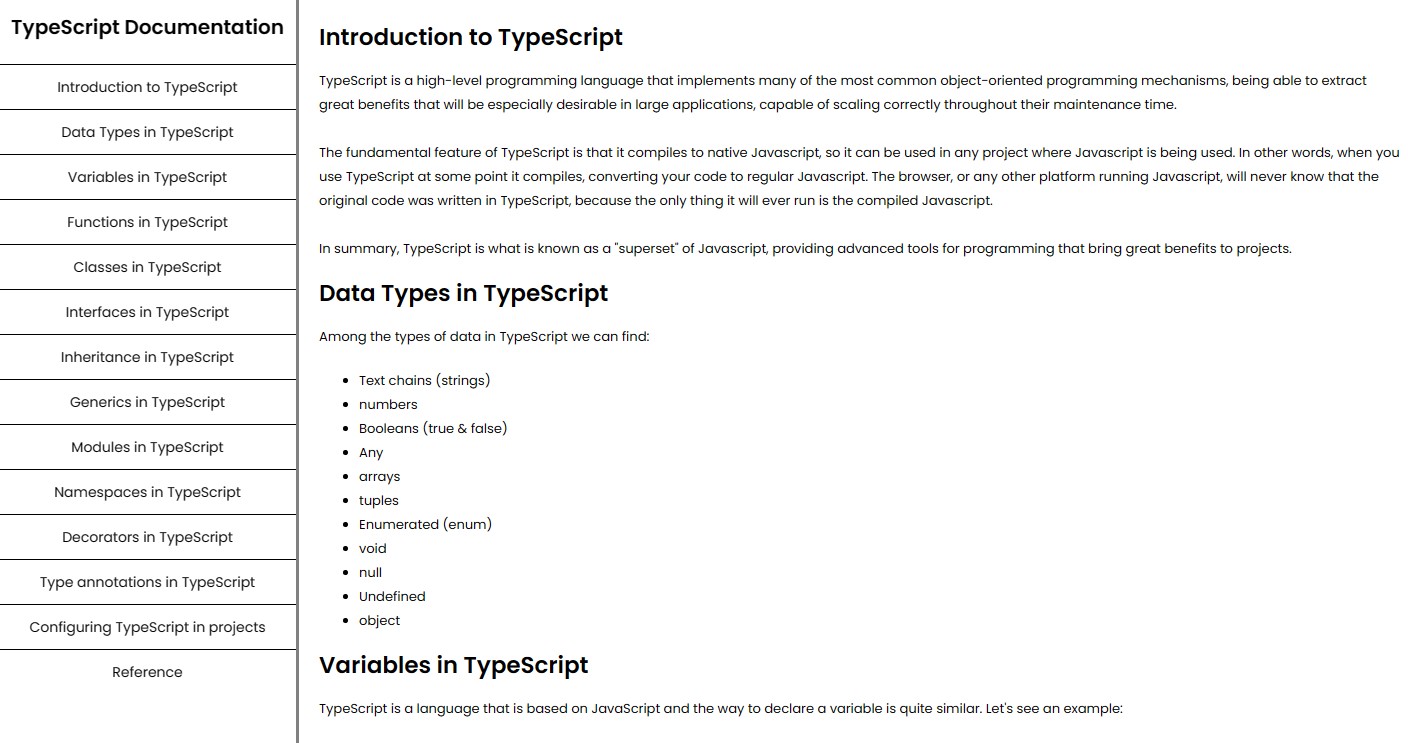 TypeScript Documentation
Introduction to TypeScript
Data Types in TypeScript
Variables in TypeScript
Functions in TypeScript
Classes in TypeScript
Interfaces in TypeScript
Inheritance in TypeScript
Generics in TypeScript
Modules in TypeScript
Namespaces in TypeScript
Decorators in TypeScript
Type annotations in TypeScript
Configuring TypeScript in projects
Reference
Introduction to TypeScript
TypeScript is a high-level programming language that implements many of the most common object-oriented programming mechanisms, being able to extract
great benefits that will be especially desirable in large applications, capable of scaling correctly throughout their maintenance time.
The fundamental feature of TypeScript is that it compiles to native Javascript, so it can be used in any project where Javascript is being used. In other words, when you
use TypeScript at some point it compiles, converting your code to regular Javascript. The browser, or any other platform running Javascript, will never know that the
original code was written in TypeScript, because the only thing it will ever run is the compiled Javascript.
In summary, TypeScript is what is known as a "superset" of Javascript, providing advanced tools for programming that bring great benefits to projects.
Data Types in TypeScript
Among the types of data in TypeScript we can find:
• Text chains (strings)
• numbers
• Booleans (true & false)
• Any
• arrays
• tuples
• Enumerated (enum)
• void
• null
• Undefined
• object
Variables in TypeScript
TypeScript is a language that is based on JavaScript and the way to declare a variable is quite similar. Let's see an example: